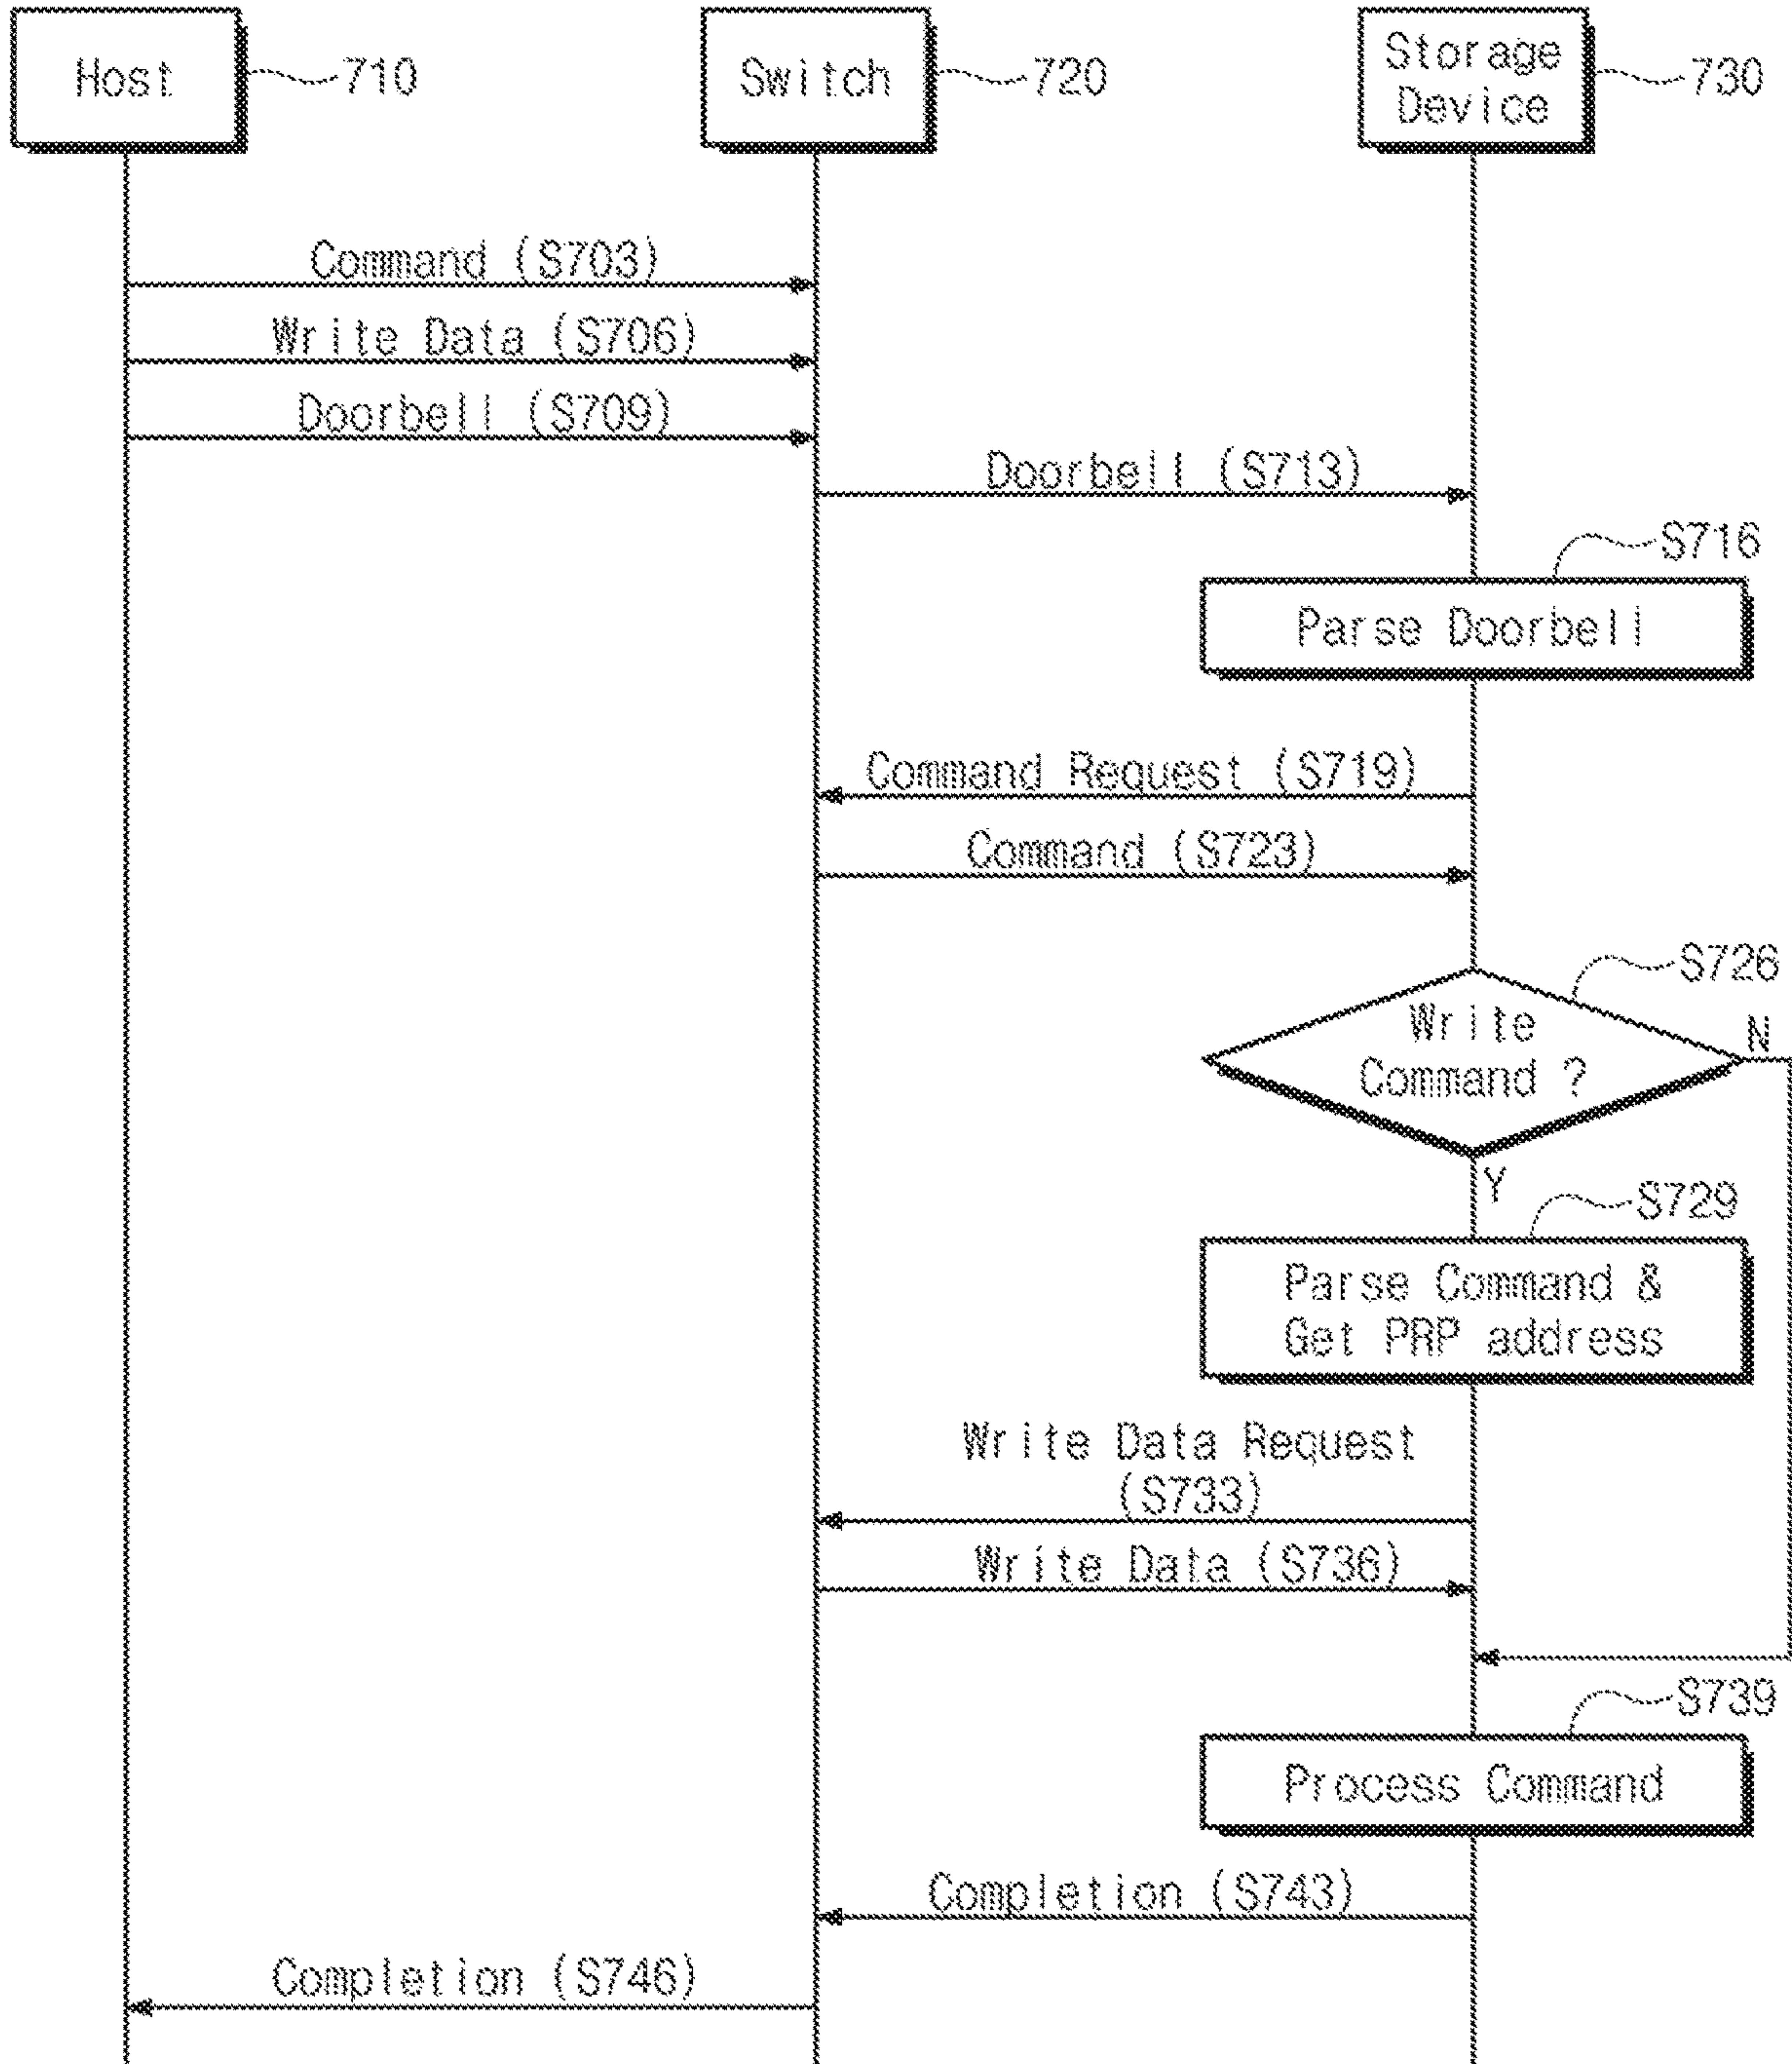 Host
710
Switch
720
Storage
Device
730
Command (S703)
Write Data (S706)
Doorbell (S709)
Doorbell (S713)
S716
Parse Doorbell
Command Request (S719)
Command (S723)
S726
Write
Command ?
N
Y
S729
Parse Command &
Get PRP address
Write Data Request
(S733)
Write Data (S736)
S739
Process Command
Completion (S743)
Completion (S746)